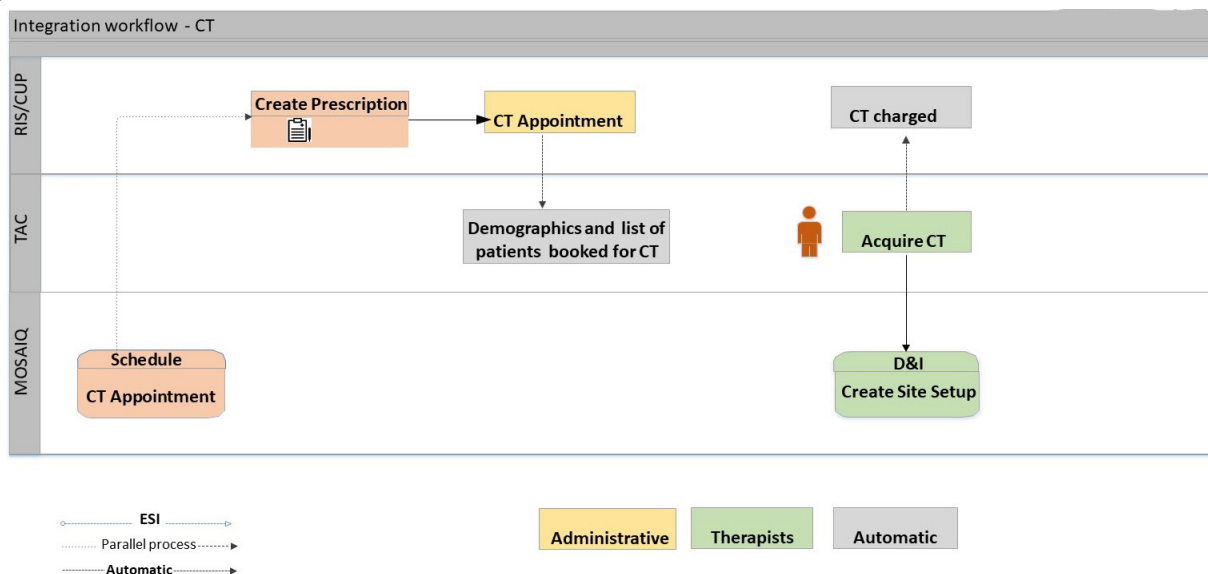 Integration workflow - CT
RIS/CUP
Create Prescription
CT Appointment
CT charged
TAC
Demographics and list of
patients booked for CT
Acquire CT
MOSAIQ
Schedule
CT Appointment
D&I
Create Site Setup
ESI
Parallel process
Automatic
Administrative
Therapists
Automatic